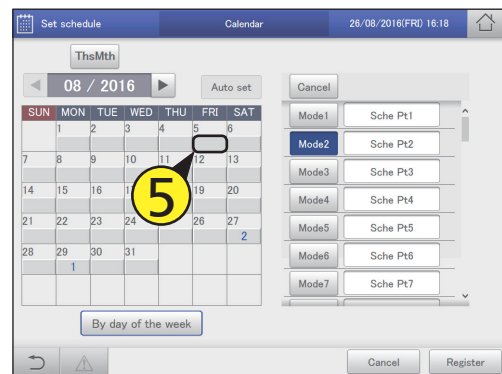 Set schedule Calendar 26/08/2016(FRI) 16:18
ThsMth
08 / 2016 Auto set Cancel
SUN MON TUE WED THU FRI SAT
1 2 3 4 5 6
7 8 9 10 11 12 13
14 15 16 19 20
21 22 23 24 26 27
2
28 29 30 31
1
5
By day of the week
Mode1 Sche Pt1
Mode2 Sche Pt2
Mode3 Sche Pt3
Mode4 Sche Pt4
Mode5 Sche Pt5
Mode6 Sche Pt6
Mode7 Sche Pt7
Cancel Register